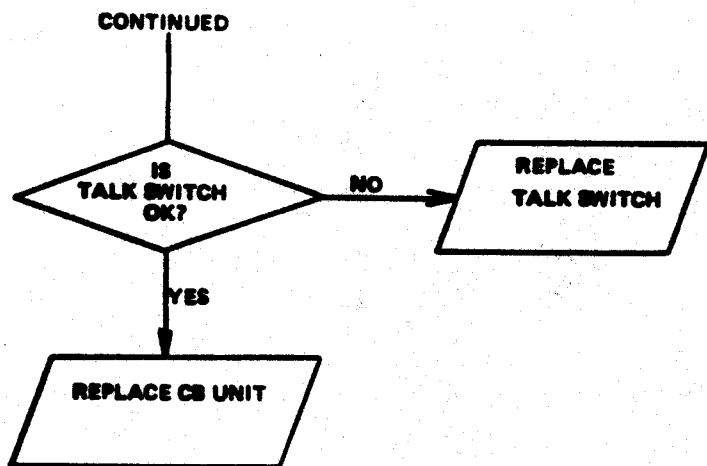 CONTINUED
IS
TALK SWITCH
OK?
NO
REPLACE
TALK SWITCH
YES
REPLACE CB UNIT